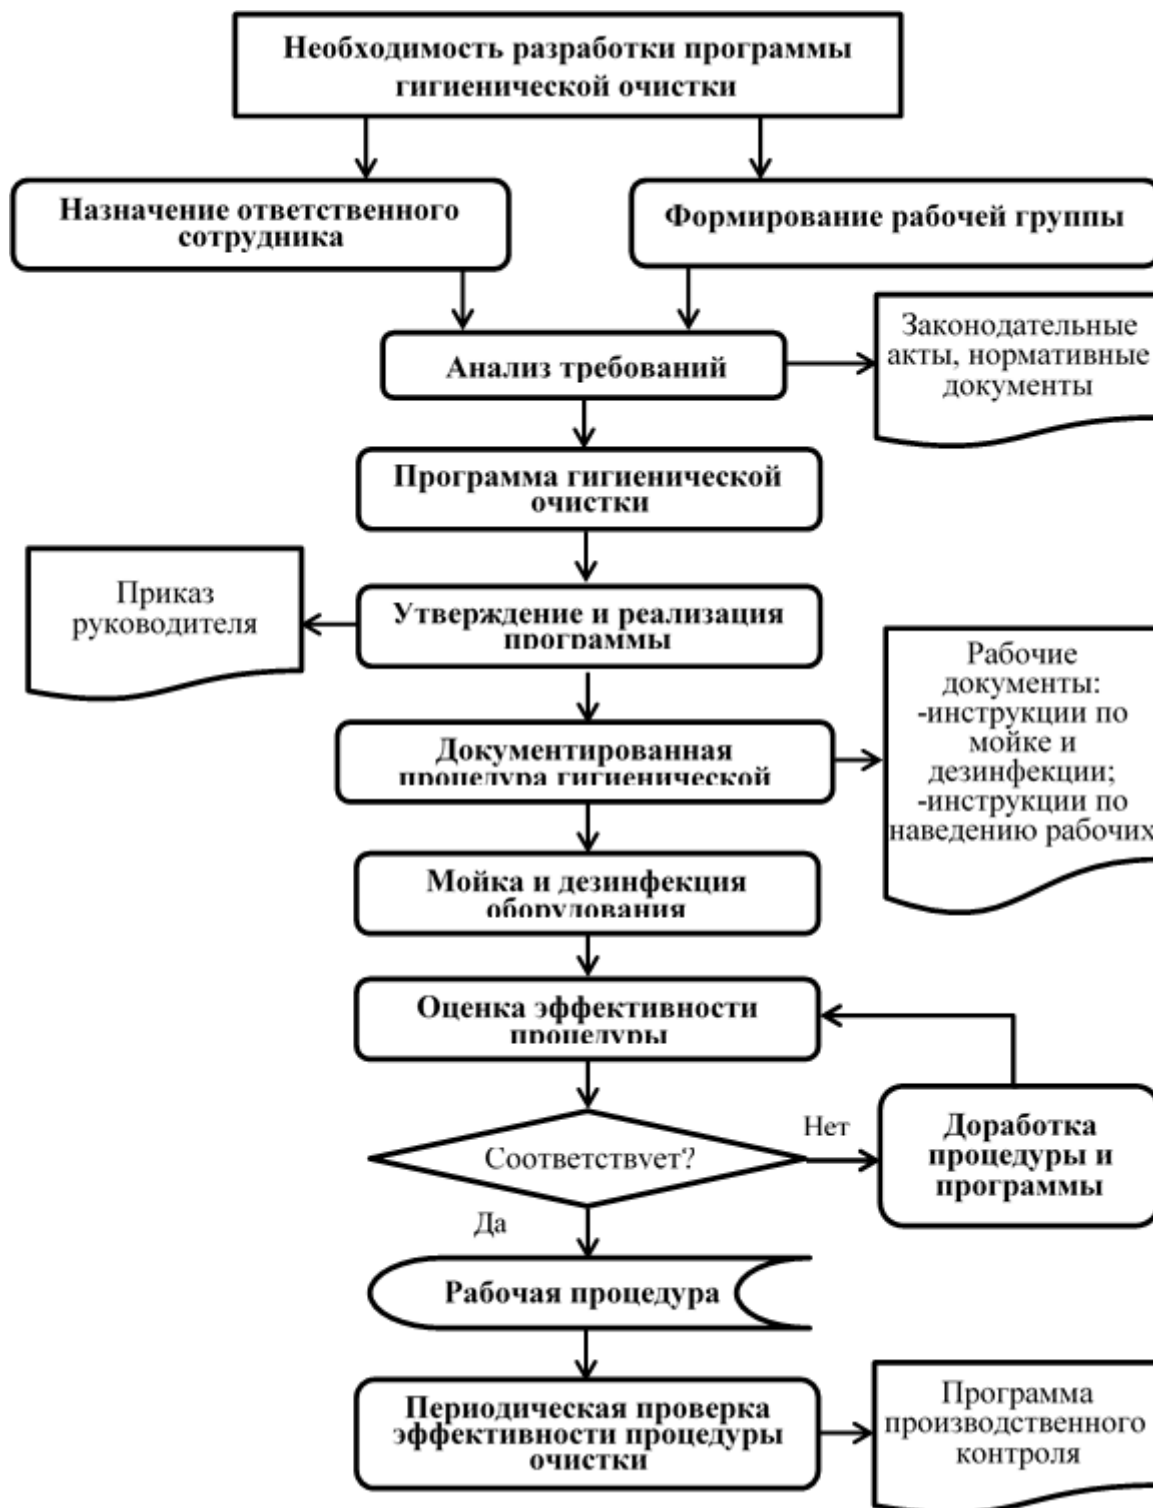 Необходимость разработки программы
гигиенической очистки
Назначение ответственного
сотрудника
Формирование рабочей группы
Анализ требований
Законодательные
акты, нормативные
документы
Программа гигиенической
очистки
Приказ
руководителя
Утверждение и реализация
программы
Документированная
процедура гигиенической
Рабочие
документы:
-инструкции по
мойке и
дезинфекции;
-инструкции по
наведению рабочих
Мойка и дезинфекция
оборудования
Оценка эффективности
процедуры
Соответствует?
Нет
Доработка
процедуры и
программы
Да
Рабочая процедура
Периодическая проверка
эффективности процедуры
очистки
Программа
производственного
контроля